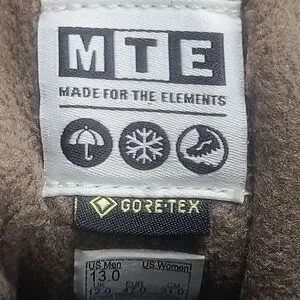 MTE
MADE FOR THE ELEMENTS
GORE-TEX
US Men US Women
13.0